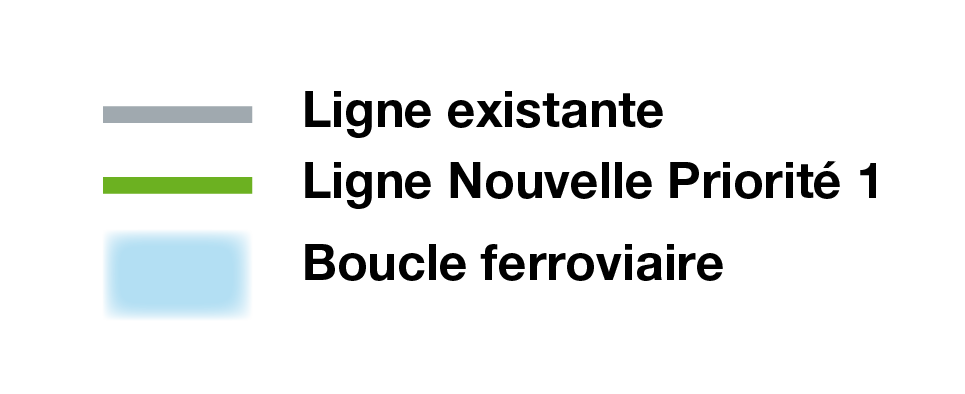 Ligne existante
Ligne Nouvelle Priorité 1
Boucle ferroviaire